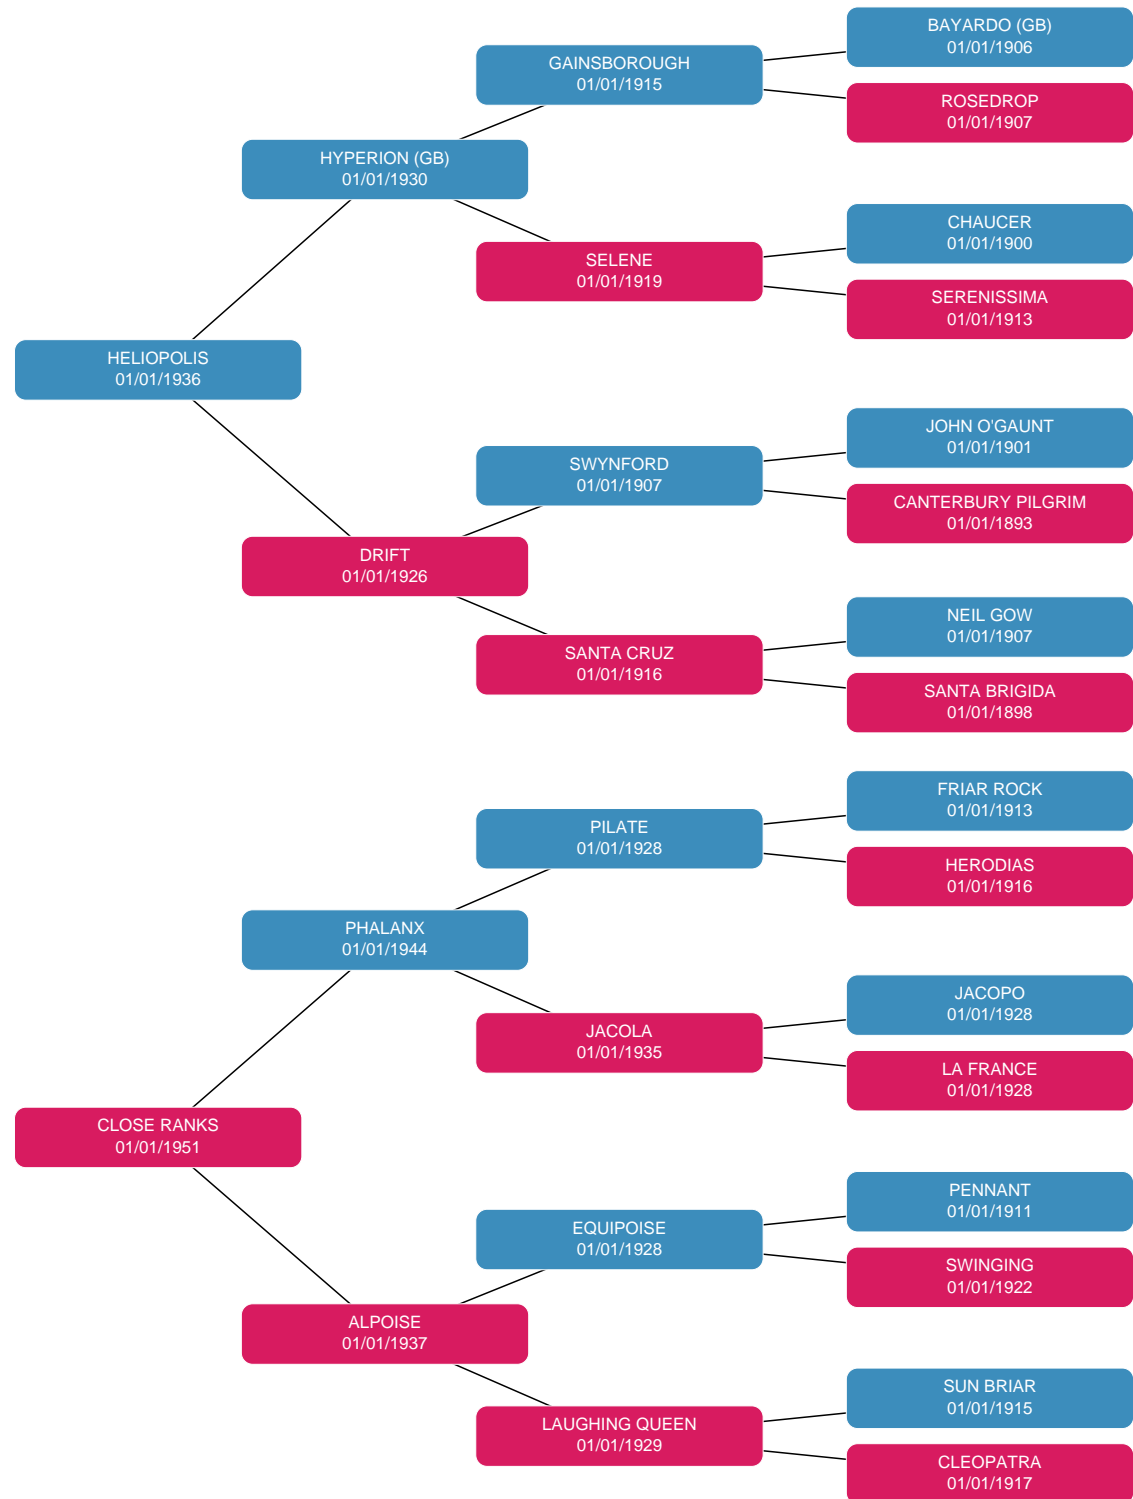 BAYARDO (GB)
01/01/1906
GAINSBOROUGH
01/01/1915
ROSEDROP
01/01/1907
HYPERION (GB)
01/01/1930
CHAUCER
01/01/1900
SELENE
01/01/1919
SERENISSIMA
01/01/1913
HELIOPOLIS
01/01/1936
JOHN O'GAUNT
01/01/1901
SWYNFORD
01/01/1907
CANTERBURY PILGRIM
01/01/1893
DRIFT
01/01/1926
NEIL GOW
01/01/1907
SANTA CRUZ
01/01/1916
SANTA BRIGIDA
01/01/1898
FRIAR ROCK
01/01/1913
PILATE
01/01/1928
HERODIAS
01/01/1916
PHALANX
01/01/1944
JACOPO
01/01/1928
JACOLA
01/01/1935
LA FRANCE
01/01/1928
CLOSE RANKS
01/01/1951
PENNANT
01/01/1911
EQUIPOISE
01/01/1928
SWINGING
01/01/1922
ALPOISE
01/01/1937
SUN BRIAR
01/01/1915
LAUGHING QUEEN
01/01/1929
CLEOPATRA
01/01/1917